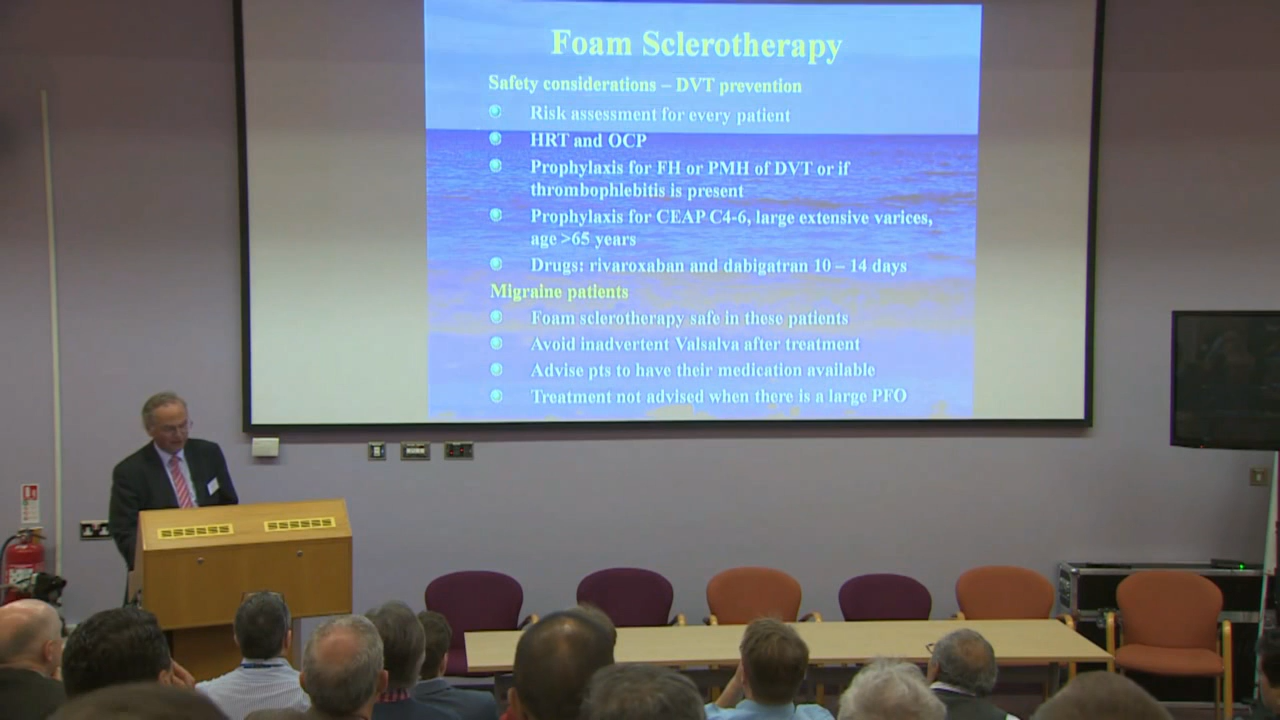 Foam Sclerotherapy
Safety considerations – DVT prevention
Risk assessment for every patient
HRT and OCP
Prophylaxis for FH or PMH of DVT or if
thrombophlebitis is present
Prophylaxis for CEAP C4-6, large extensive varices,
age >65 years
Drugs: rivaroxaban and dabigatran 10 – 14 days
Migraine patients
Foam sclerotherapy safe in these patients
Avoid inadvertent Valsalva after treatment
Advise pts to have their medication available
Treatment not advised when there is a large PFO